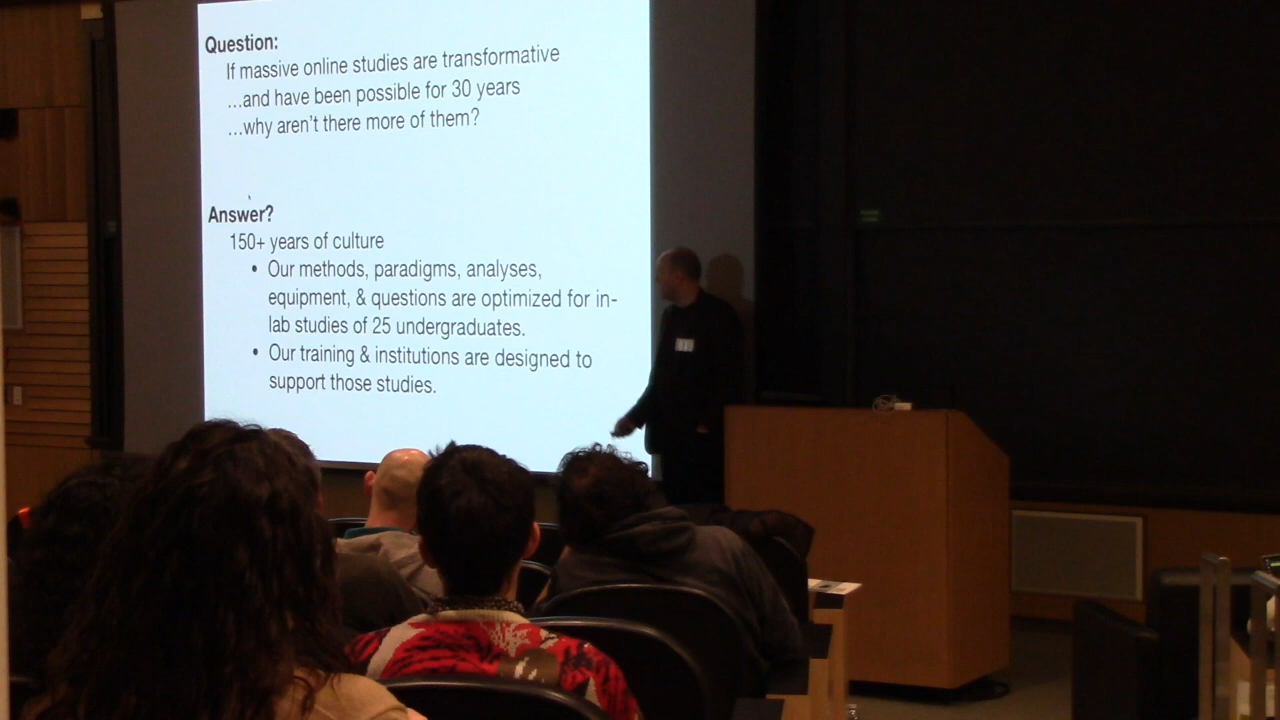 Question:
If massive online studies are transformative
...and have been possible for 30 years
...why aren't there more of them?
Answer?
150+ years of culture
• Our methods, paradigms, analyses,
equipment, & questions are optimized for in-
lab studies of 25 undergraduates.
• Our training & institutions are designed to
support those studies.